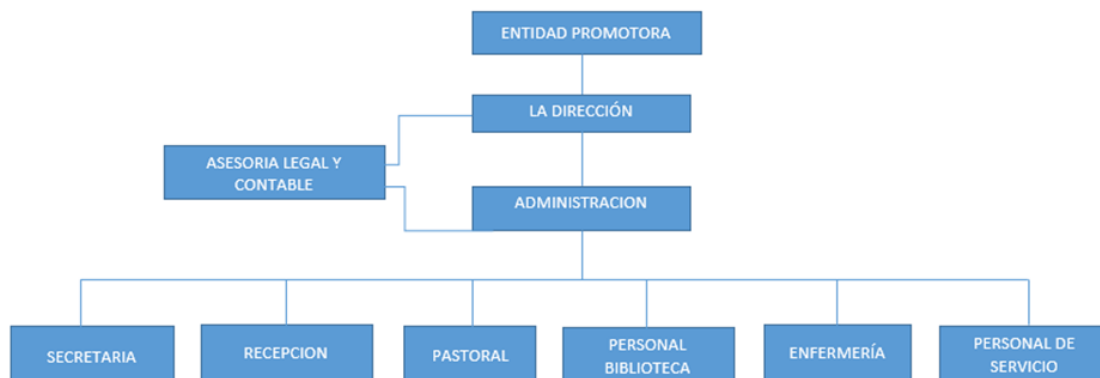 ENTIDAD PROMOTORA
LA DIRECCIÓN
ASESORIA LEGAL Y
CONTABLE
ADMINISTRACION
SECRETARIA
RECEPCION
PASTORAL
PERSONAL
BIBLIOTECA
ENFERMERÍA
PERSONAL DE
SERVICIO